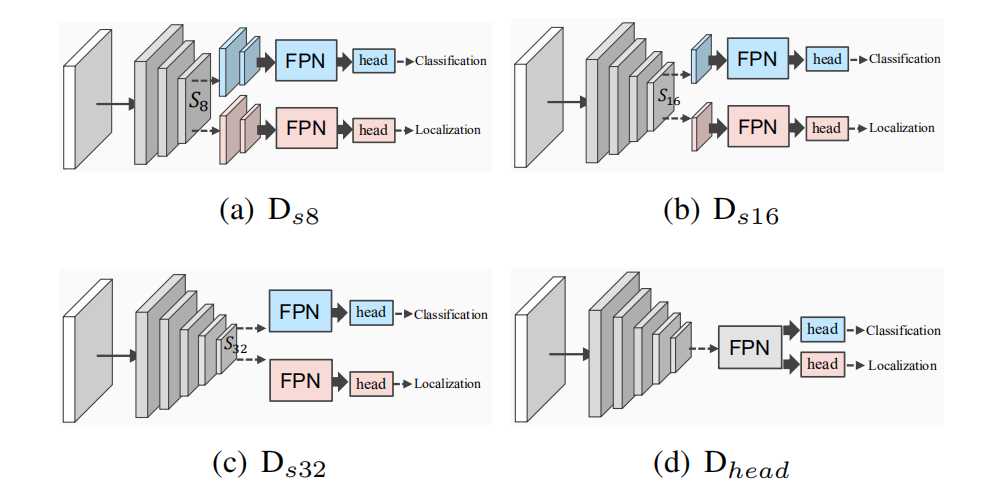 FPN head Classification
S8
FPN head Localization
(a) Ds8
FPN head Classification
S16
FPN head Localization
(b) Ds16
FPN head Classification
S32
FPN head Localization
(c) Ds32
head Classification
FPN
head Localization
(d) Dhead